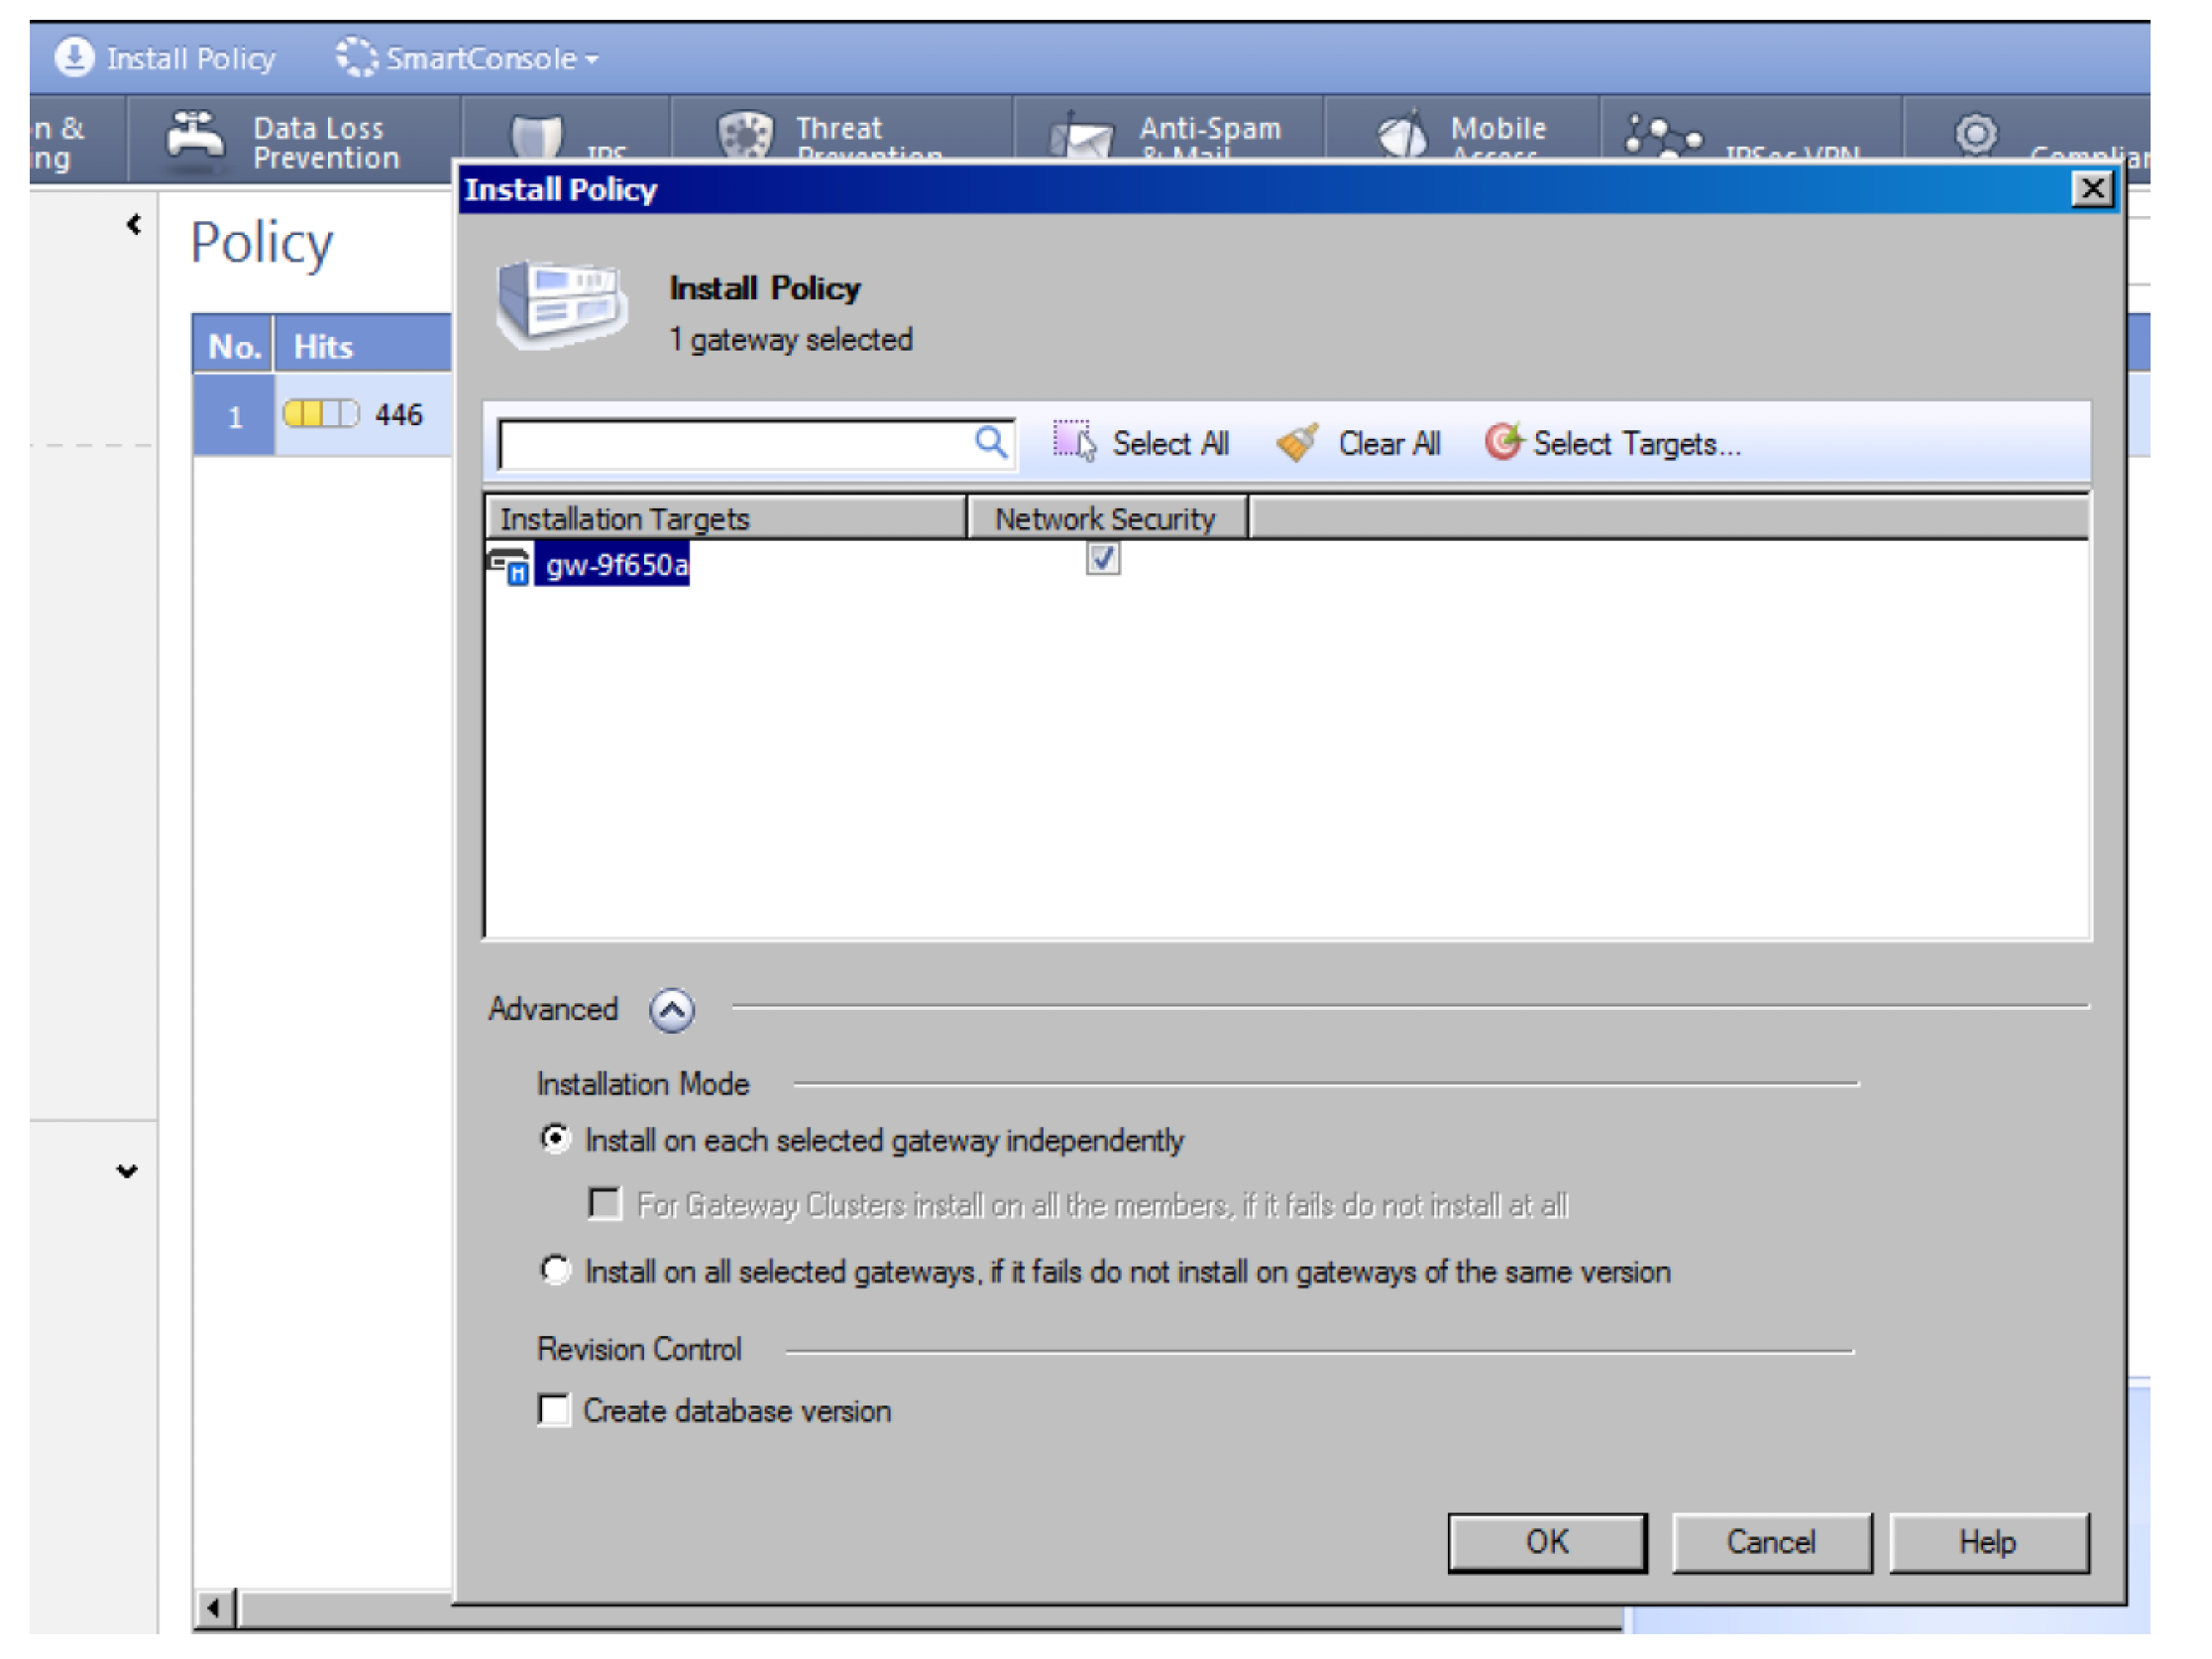 Install Policy
SmartConsole
n &
ing
Data Loss
Prevention
IPS
Threat
Prevention
Anti-Spam
& Mail
Mobile
Access
IPSec VPN
Complian
Policy
No. Hits
1 446
Install Policy
Install Policy
1 gateway selected
Select All Clear All Select Targets...
Installation Targets Network Security
gw-9f650a
Advanced
Installation Mode
Install on each selected gateway independently
For Gateway Clusters install on all the members, if it fails do not install at all
Install on all selected gateways, if it fails do not install on gateways of the same version
Revision Control
Create database version
OK Cancel Help